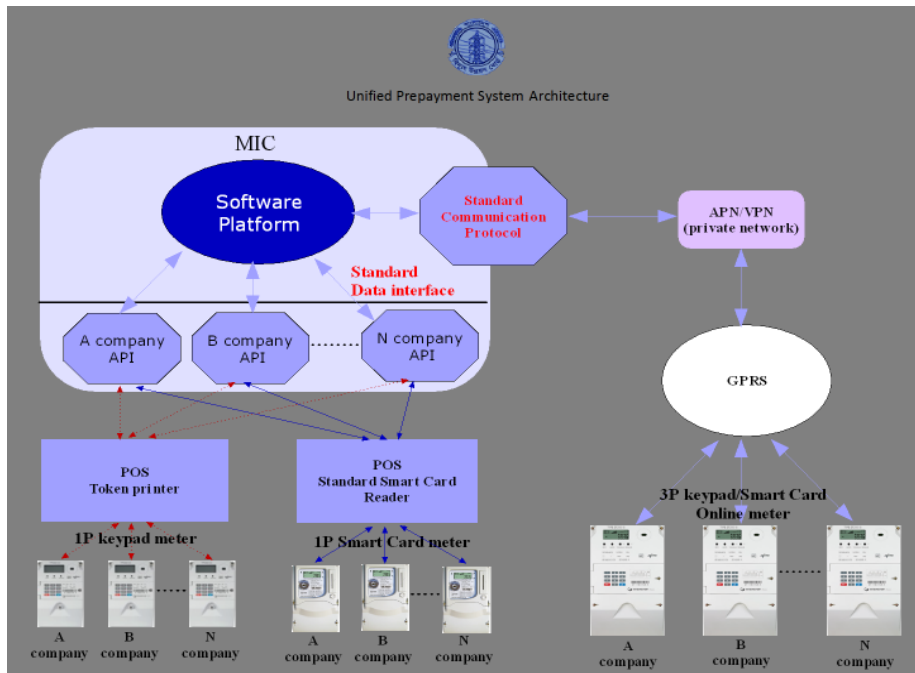 Unified Prepayment System Architecture
MIC
Software
Platform
Standard
Communication
Protocol
APN/VPN
(private network)
Standard
Data interface
A company
API
B company
API
N company
API
GPRS
POS
Token printer
POS
Standard Smart Card
Reader
3P keypad/Smart Card
Online meter
1P keypad meter
1P Smart Card meter
A
company
B
company
N
company
A
company
B
company
N
company
A
company
B
company
N
company